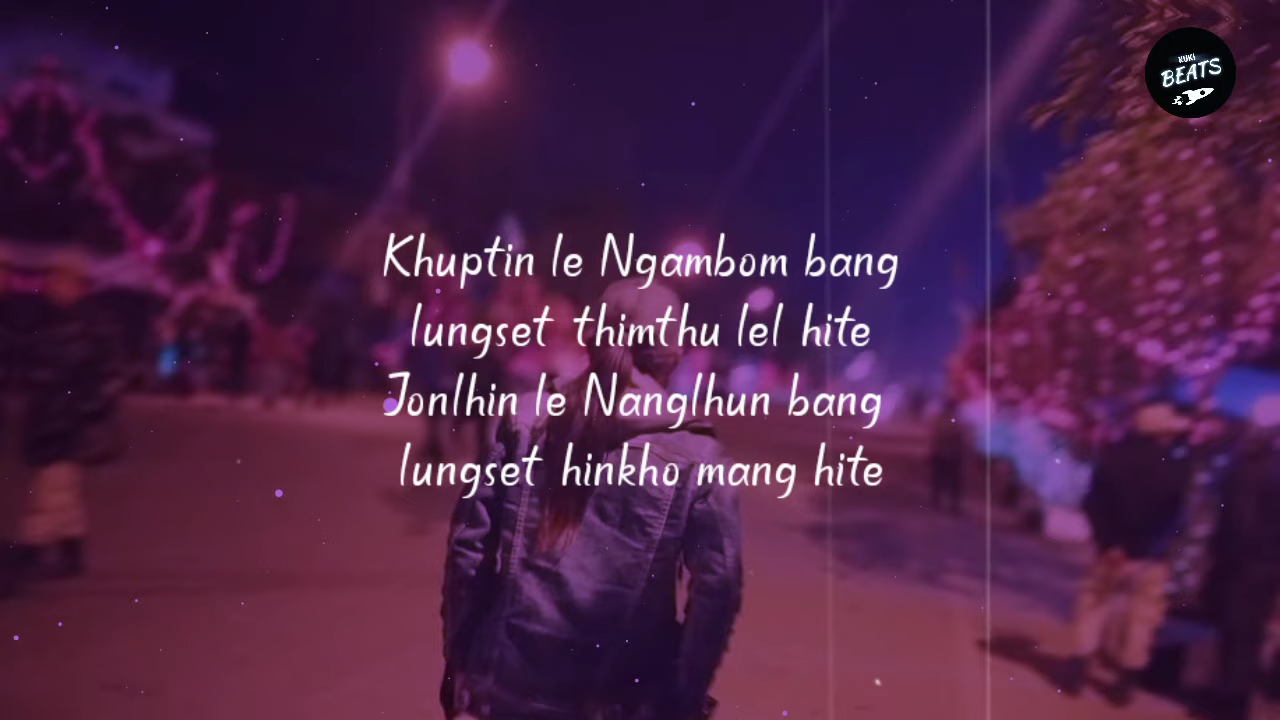 KUKI
BEATS
Khuptin le Ngambom bang
lungset thimthu lel hite
Jonlhin le Nanglhun bang
lungset hinkho mang hite